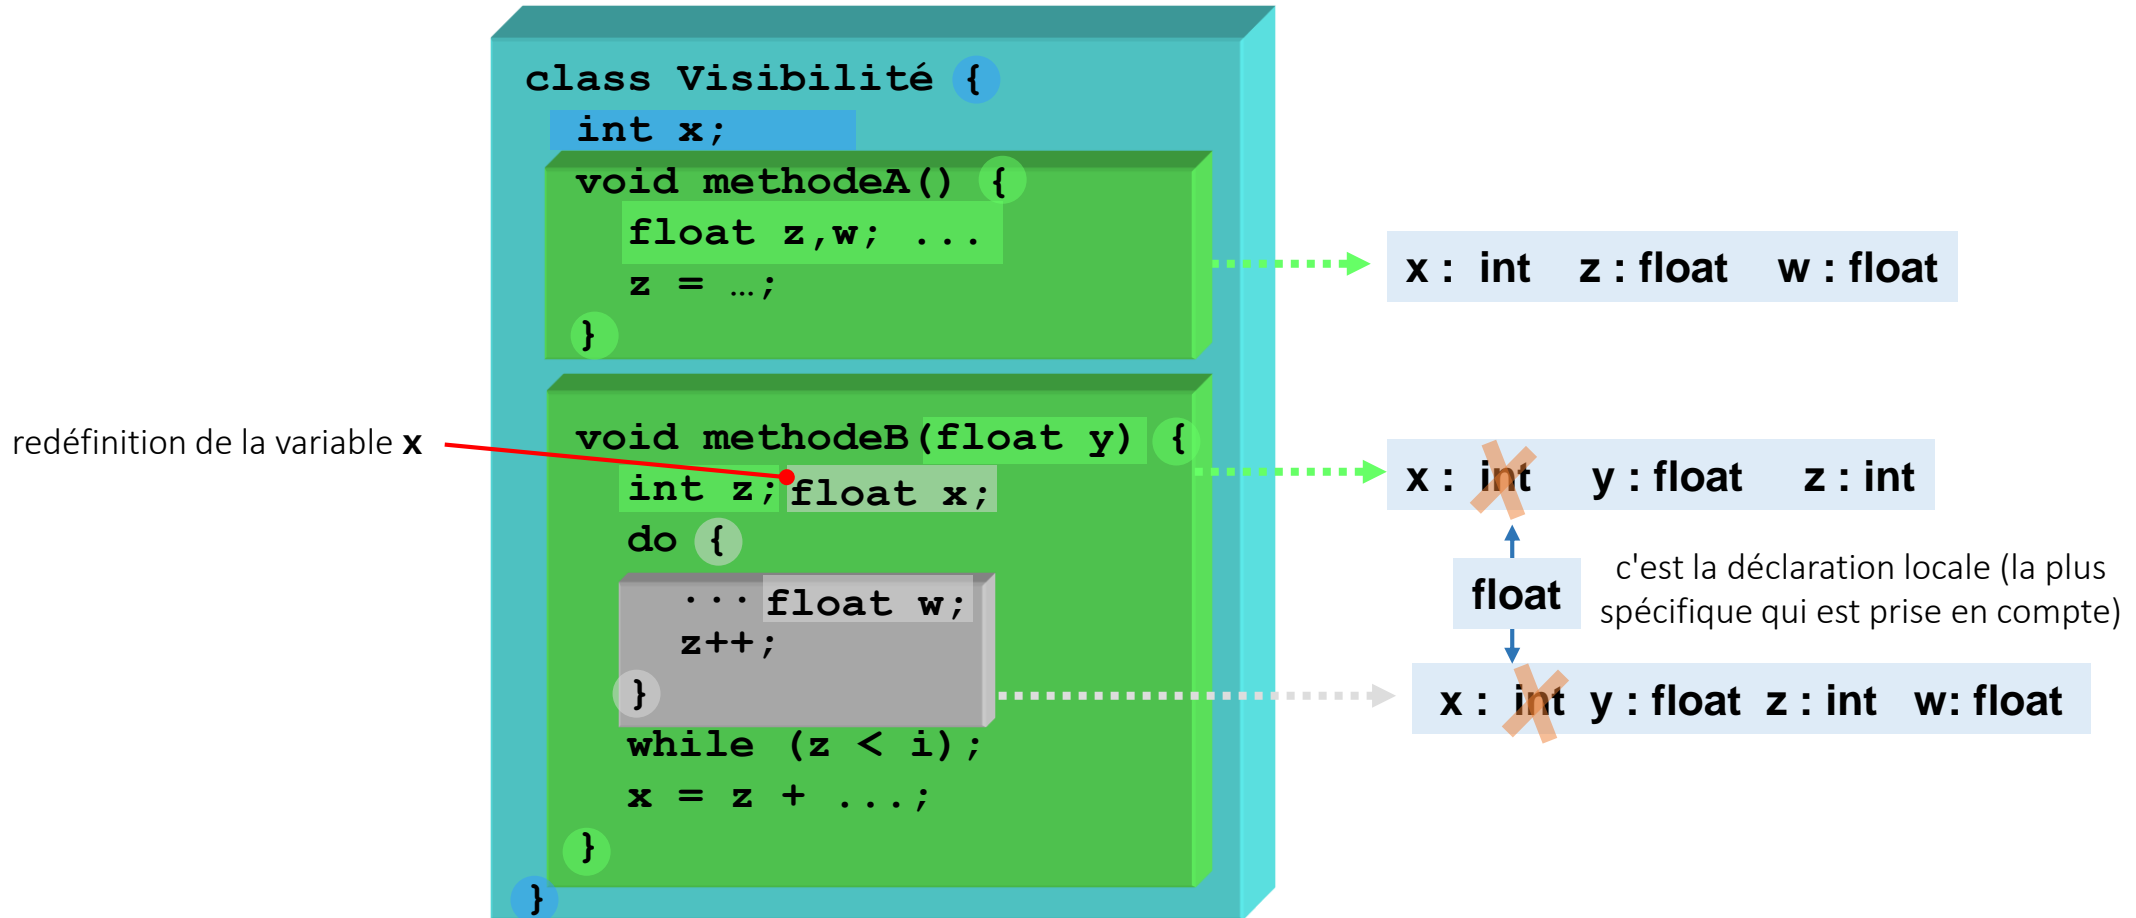 class Visibilité {
int x;
void methodeA() {
float z,w; ...
z = …;
}
x : int z : float w : float
redéfinition de la variable x
void methodeB(float y) {
int z; float x;
do {
... float w;
z++;
}
while (z < i);
x = z + ...;
}
}
x : int y : float z : int
float
c'est la déclaration locale (la plus
spécifique qui est prise en compte)
x : int y : float z : int w: float